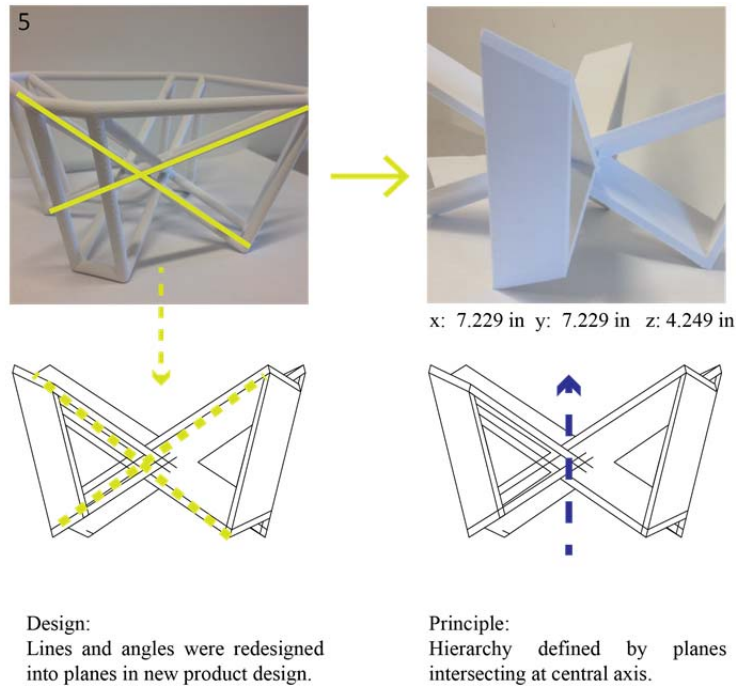 5
x: 7.229 in y: 7.229 in z: 4.249 in
Design:
Lines and angles were redesigned
into planes in new product design.
Principle:
Hierarchy defined by planes
intersecting at central axis.